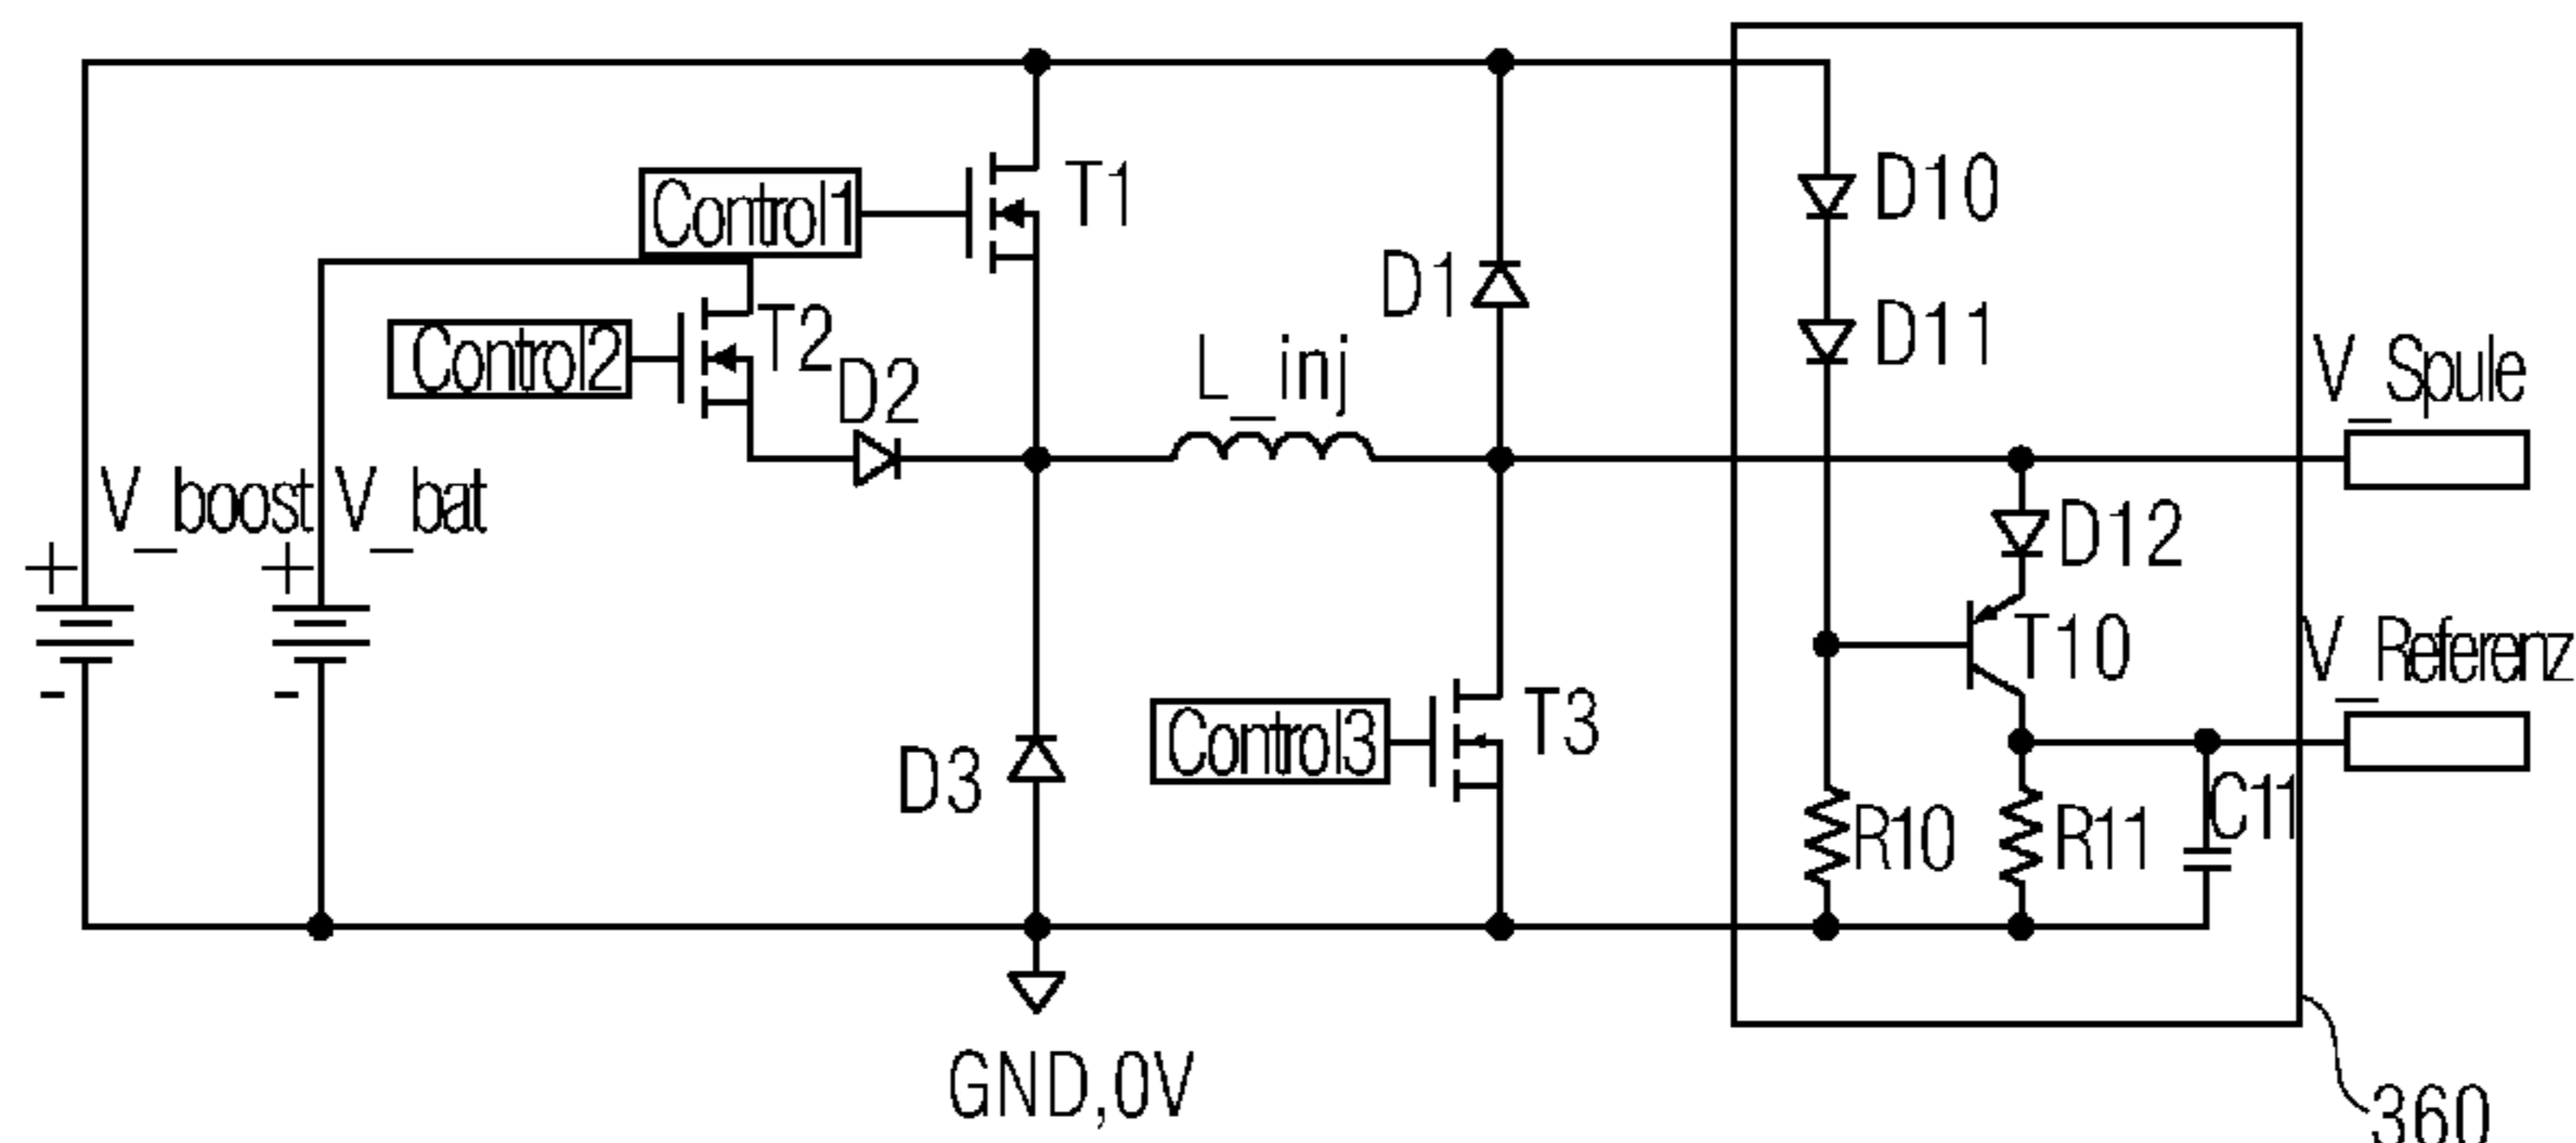 T1
D10
Control1
D1
D11
T2
Control2
D2
L_inj
V_Spule
V_boost
V_bat
D12
+
+
T10
V_Referenz
-
-
Control3
T3
D3
C11
R10
R11
GND,0V
360